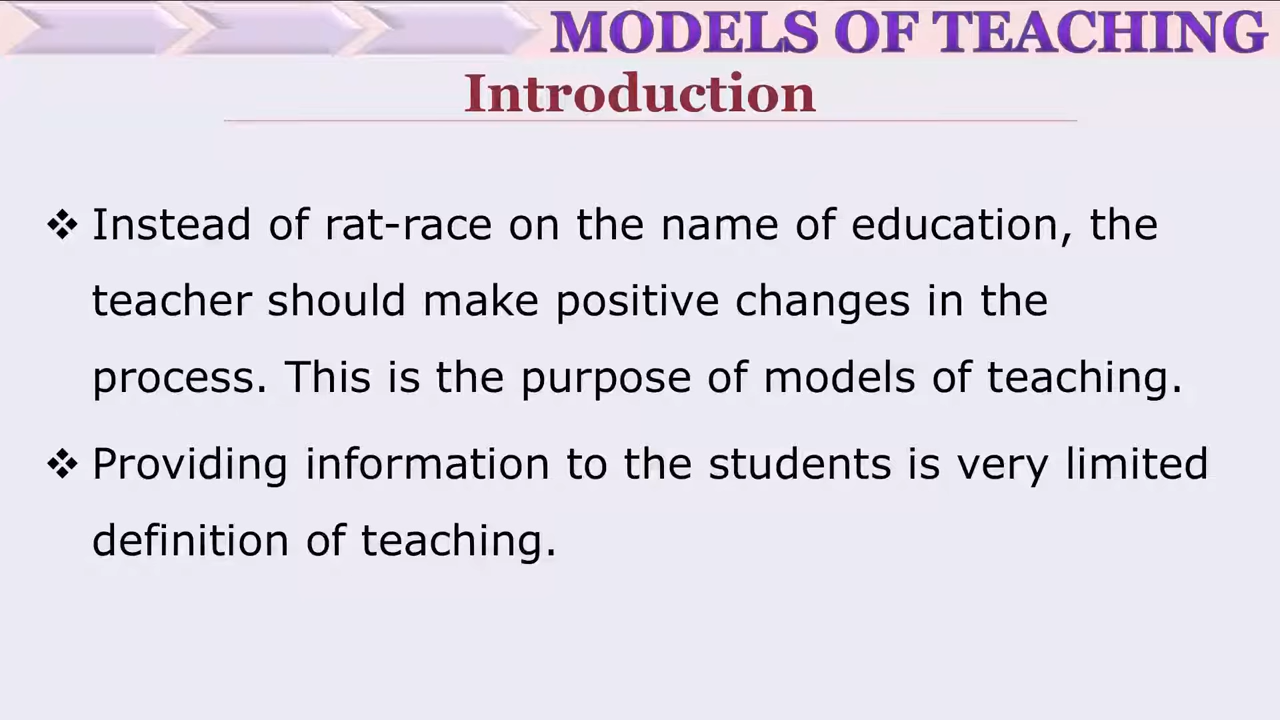 MODELS OF TEACHING
Introduction
❖ Instead of rat-race on the name of education, the
teacher should make positive changes in the
process. This is the purpose of models of teaching.
❖ Providing information to the students is very limited
definition of teaching.